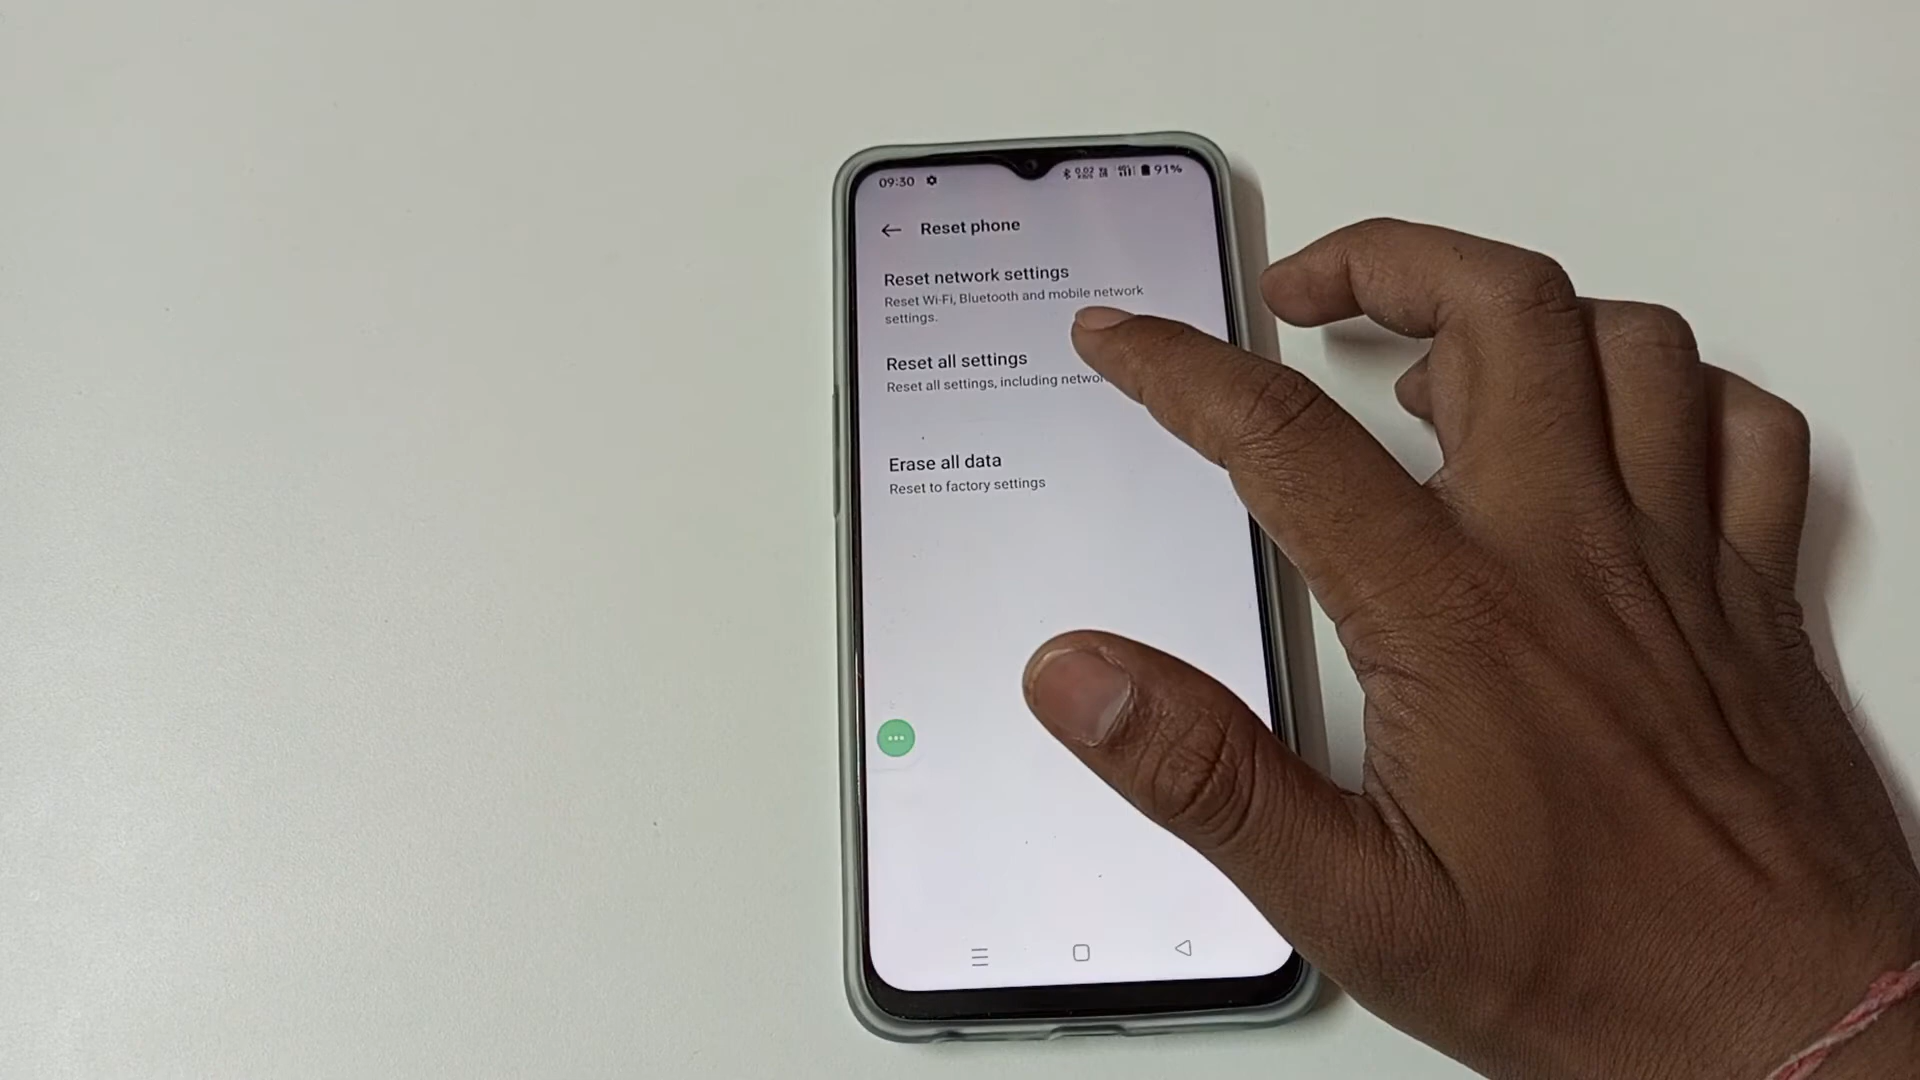 09:30
91%
Reset phone
Reset network settings
Reset Wi-Fi, Bluetooth and mobile network
settings.
Reset all settings
Reset all settings, including
Erase all data
Reset to factory settings